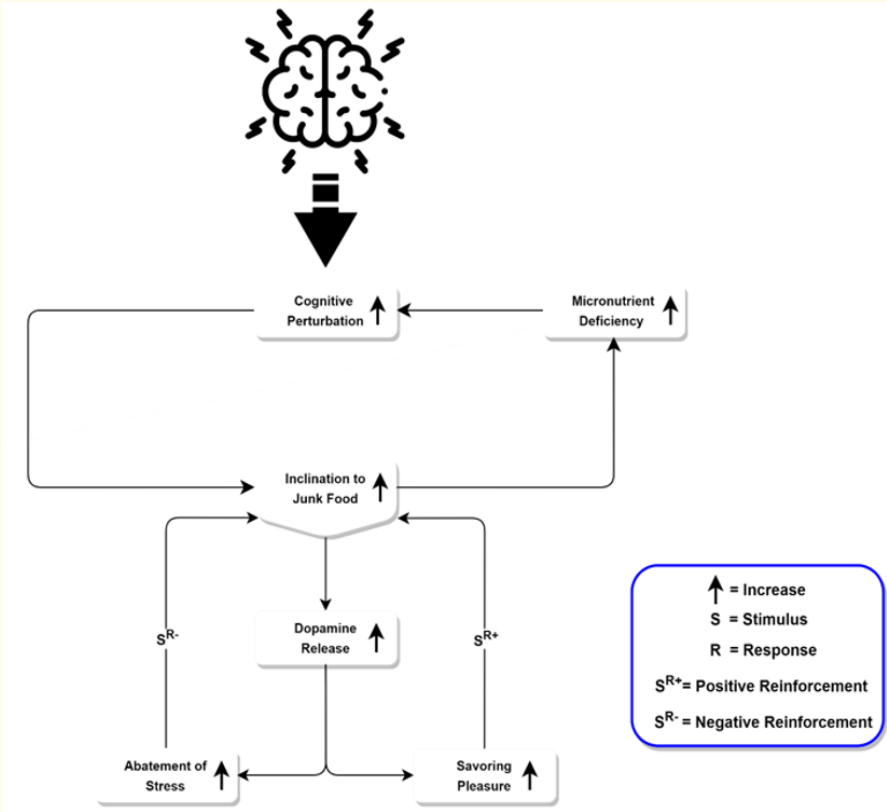 Cognitive
Perturbation
Micronutrient
Deficiency
Inclination to
Junk Food
Dopamine
Release
S^R-
S^R+
Abatement of
Stress
Savoring
Pleasure
= Increase
S = Stimulus
R = Response
S^R+ = Positive Reinforcement
S^R- = Negative Reinforcement